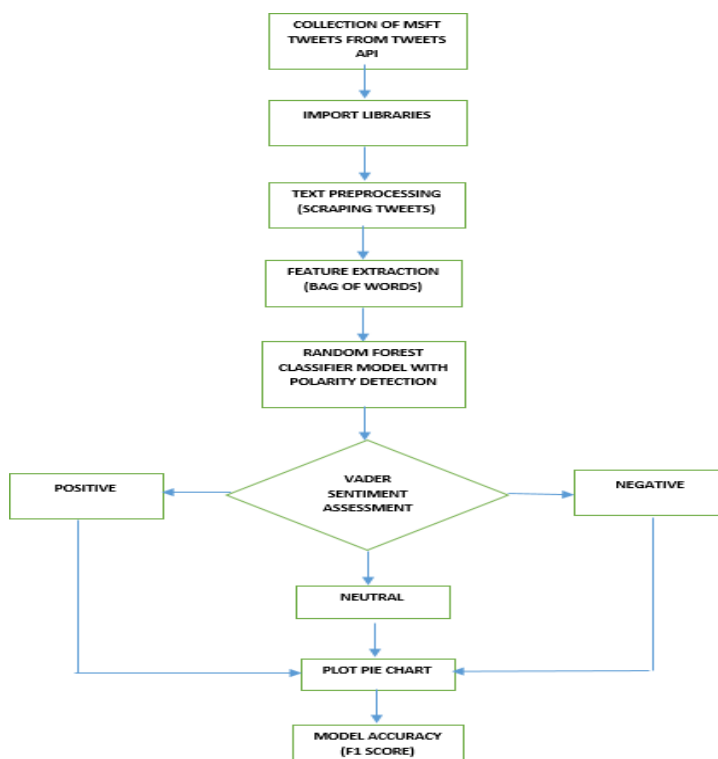 COLLECTION OF MSFT
TWEETS FROM TWEETS
API
IMPORT LIBRARIES
TEXT PREPROCESSING
(SCRAPING TWEETS)
FEATURE EXTRACTION
(BAG OF WORDS)
RANDOM FOREST
CLASSIFIER MODEL WITH
POLARITY DETECTION
POSITIVE
VADER
SENTIMENT
ASSESSMENT
NEGATIVE
NEUTRAL
PLOT PIE CHART
MODEL ACCURACY
(F1 SCORE)